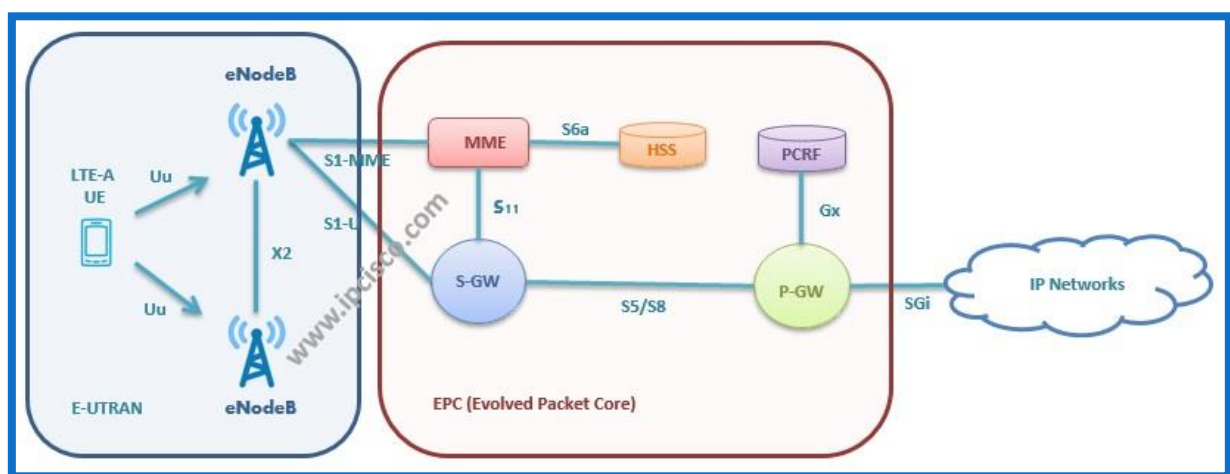 eNodeB
LTE-A
UE
Uu
Uu
X2
eNodeB
E-UTRAN
S1-MME
S1-U
www.ipcisco.com
MME
S6a
HSS
PCRF
S11
Gx
S-GW
S5/S8
P-GW
SGi
IP Networks
EPC (Evolved Packet Core)